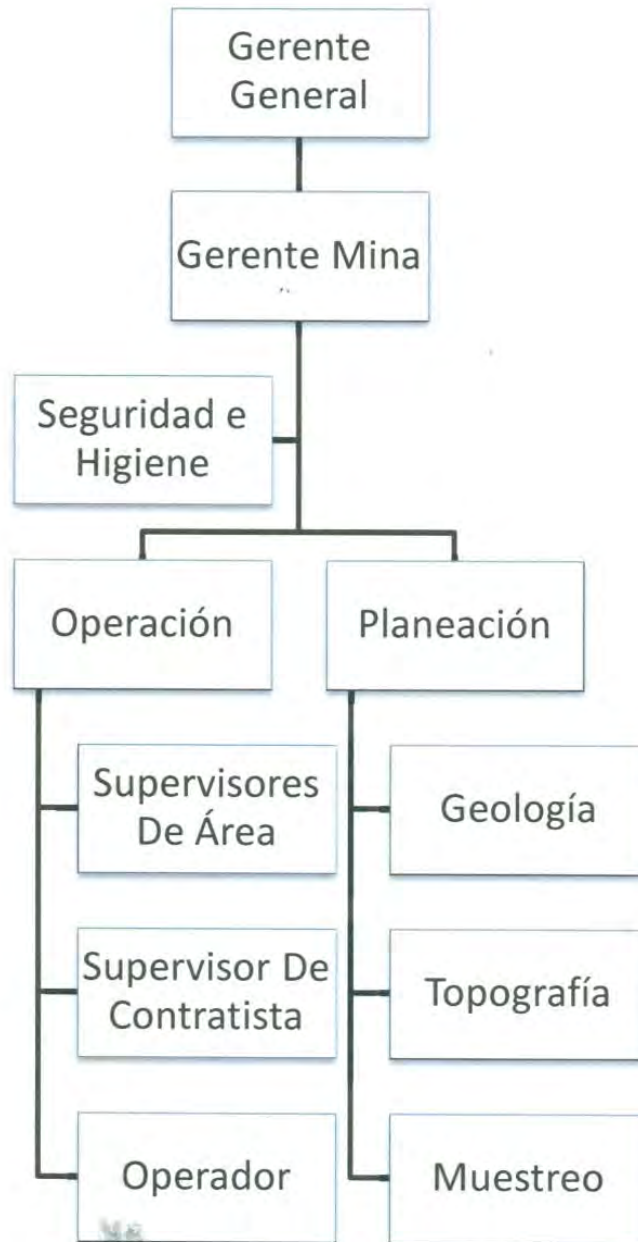 Gerente
General
Gerente Mina
Seguridad e
Higiene
Operación
Planeación
Supervisores
De Área
Geología
Supervisor De
Contratista
Topografía
Operador
Muestreo